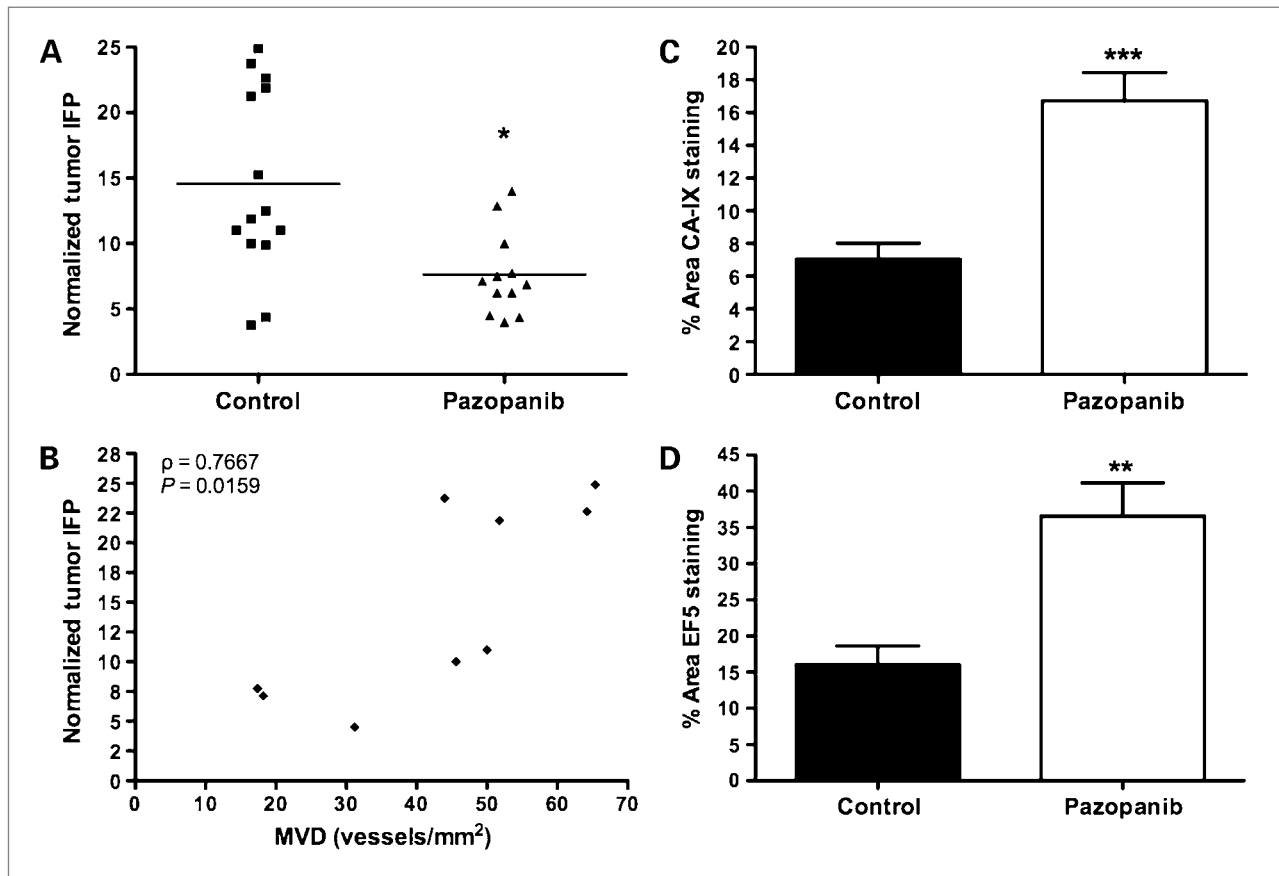 A
Normalized tumor IFP
25
20
15
10
5
0
*
Control
Pazopanib
B
Normalized tumor IFP
28
25
22
20
18
15
12
10
8
5
2
0
ρ = 0.7667
P = 0.0159
0 10 20 30 40 50 60 70
MVD (vessels/mm²)
C
% Area CA-IX staining
20
18
16
14
12
10
8
6
4
2
0
***
Control
Pazopanib
D
% Area EF5 staining
45
40
35
30
25
20
15
10
5
0
**
Control
Pazopanib